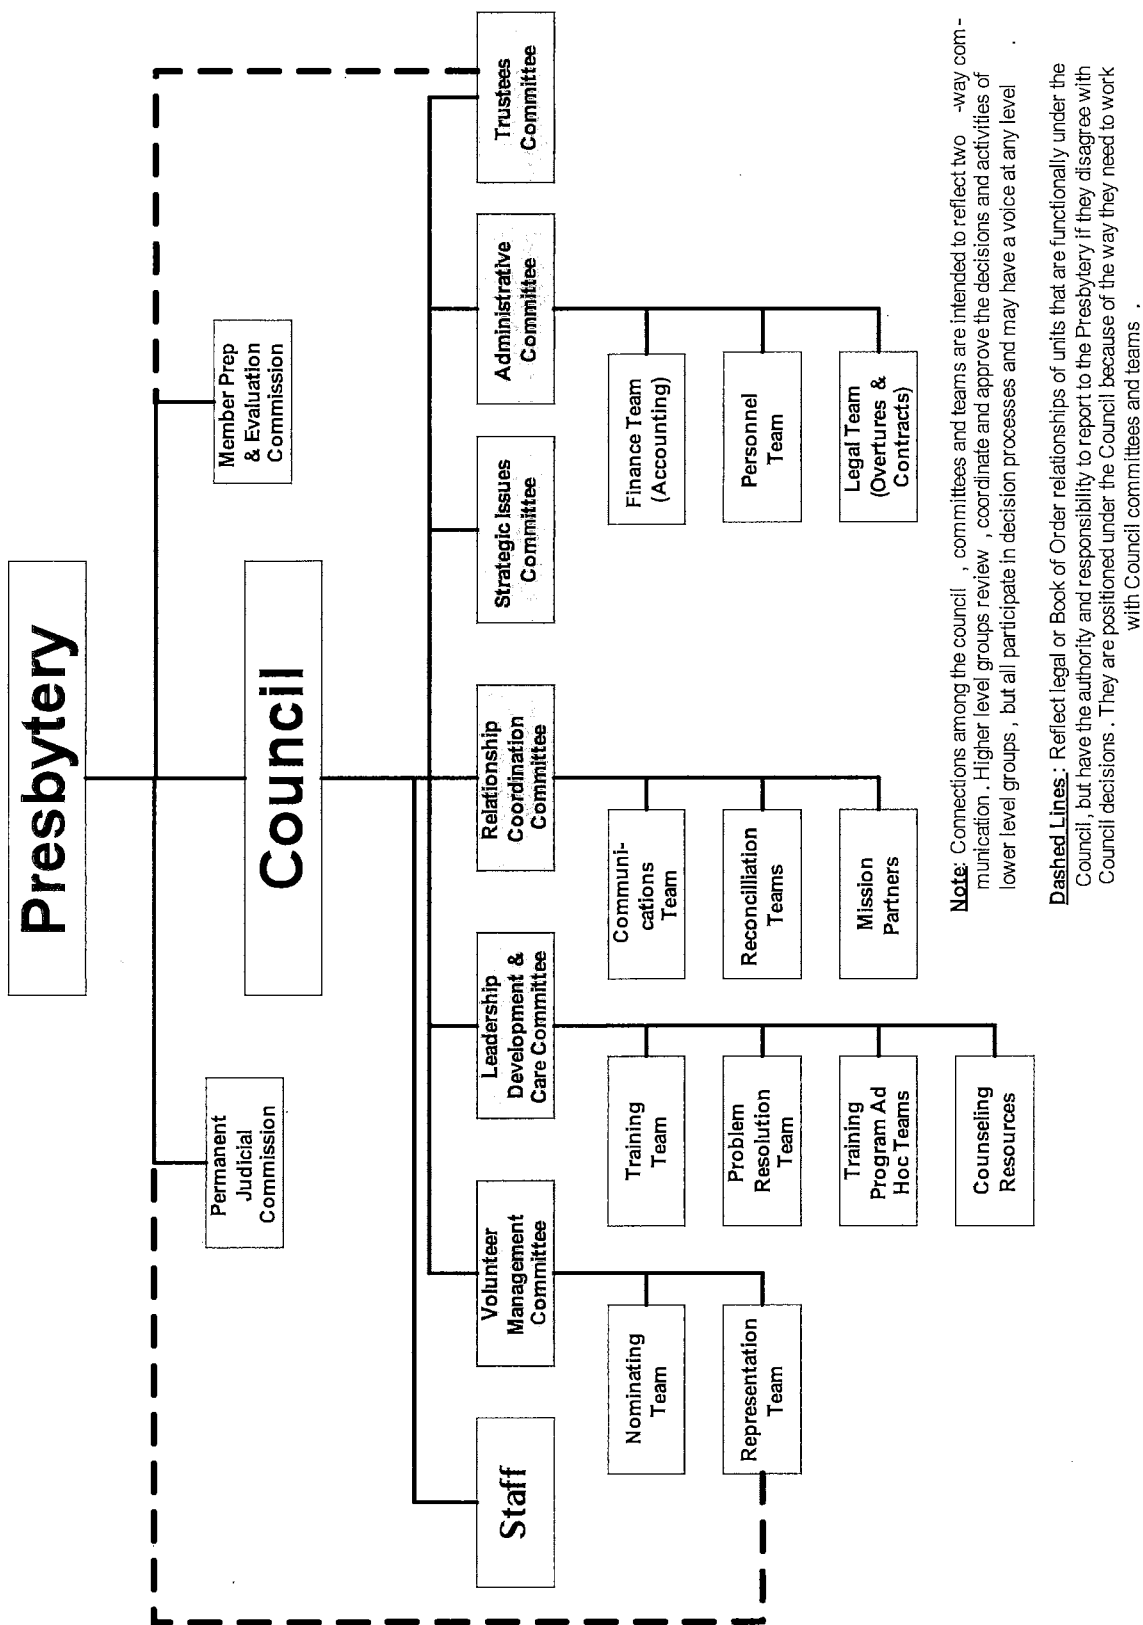 Presbytery
Permanent
Judicial
Commission
Member Prep
& Evaluation
Commission
Council
Staff
Volunteer
Management
Committee
Leadership
Development &
Care Committee
Relationship
Coordination
Committee
Strategic Issues
Committee
Administrative
Committee
Trustees
Committee
Nominating
Team
Representation
Team
Training
Team
Problem
Resolution
Team
Training
Program Ad
Hoc Teams
Counseling
Resources
Communi-
cations
Team
Reconcilliation
Teams
Mission
Partners
Finance Team
(Accounting)
Personnel
Team
Legal Team
(Overtures &
Contracts)
Note: Connections among the council , committees and teams are intended to reflect two -way com-
munication . Higher level groups review , coordinate and approve the decisions and activities of
lower level groups , but all participate in decision processes and may have a voice at any level .
Dashed Lines : Reflect legal or Book of Order relationships of units that are functionally under the
Council, but have the authority and responsibility to report to the Presbytery if they disagree with
Council decisions . They are positioned under the Council because of the way they need to work
with Council committees and teams .